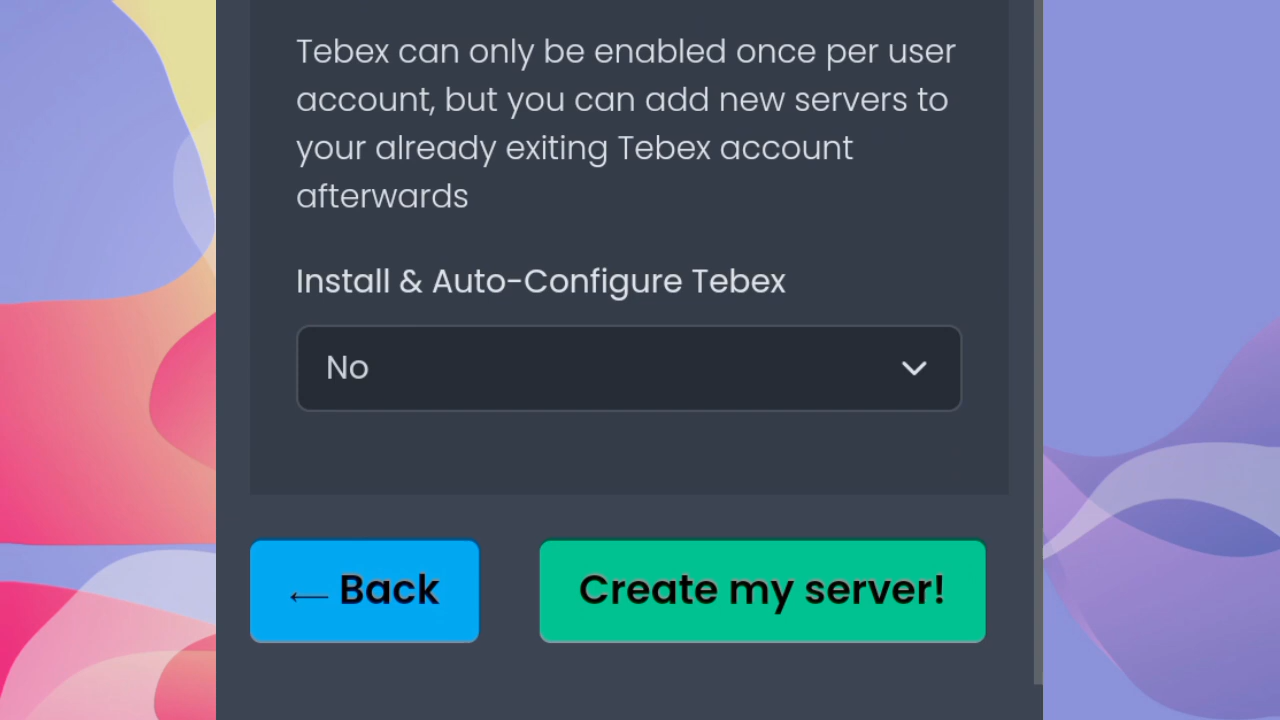 Tebex can only be enabled once per user
account, but you can add new servers to
your already exiting Tebex account
afterwards
Install & Auto-Configure Tebex
No
← Back
Create my server!